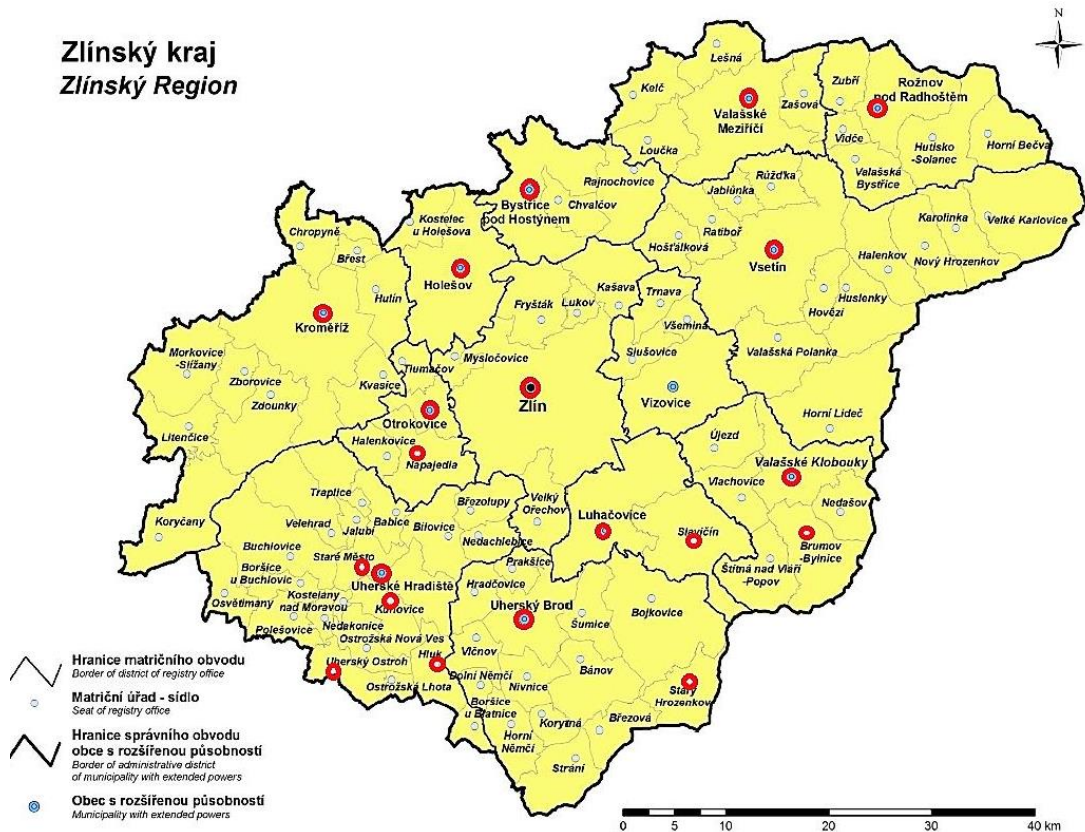 Zlínský kraj
Zlínský Region
N
Lešná
Kelč
Zašová
Valašské
Meziříčí
Loučka
Zubří
Rožnov
pod Radhoštěm
Vidče
Hutisko
-Solanec
Horní Bečva
Valašská
Bystřice
Rajnochovice
Bystřice
pod Hostýnem
Chvalčov
Růžďka
Jablůnka
Ratiboř
Hošťálková
Vsetín
Karolinka
Velké Karlovice
Halenkov
Nový Hrozenkov
Huslenky
Hovězí
Valašská Polanka
Horní Lideč
Kostelec
u Holešova
Holešov
Chropyně
Břest
Hulín
Kroměříž
Morkovice
-Slížany
Zborovice
Zdounky
Litenčice
Kvasice
Koryčany
Kašava
Lukov
Fryšták
Trnava
Všemina
Slušovice
Vizovice
Mysločovice
Tlumačov
Zlín
Otrokovice
Halenkovice
Napajedla
Újezd
Valašské Klobouky
Vlachovice
Nedašov
Brumov
-Bylnice
Štítná nad Vláří
-Popov
Velký
Ořechov
Luhačovice
Slavičín
Traplice
Velehrad
Jalubí
Babice
Bílovice
Březolupy
Nedachlebice
Buchlovice
Staré Město
Boršice
u Buchlovic
Uherské Hradiště
Osvětimany
Kostelany
nad Moravou
Kunovice
Polešovice
Nedakonice
Ostrožská Nová Ves
Hluk
Uherský Ostroh
Ostrožská Lhota
Prakšice
Hradčovice
Uherský Brod
Šumice
Bojkovice
Vlčnov
Bánov
Dolní Němčí
Nivnice
Starý
Hrozenkov
Boršice
u Blatnice
Korytná
Březová
Horní
Němčí
Strání
Hranice matričního obvodu
Border of district of registry office
Matriční úřad - sídlo
Seat of registry office
Hranice správního obvodu
obce s rozšířenou působností
Border of administrative district
of municipality with extended powers
Obec s rozšířenou působností
Municipality with extended powers
0 5 10 20 30 40 km